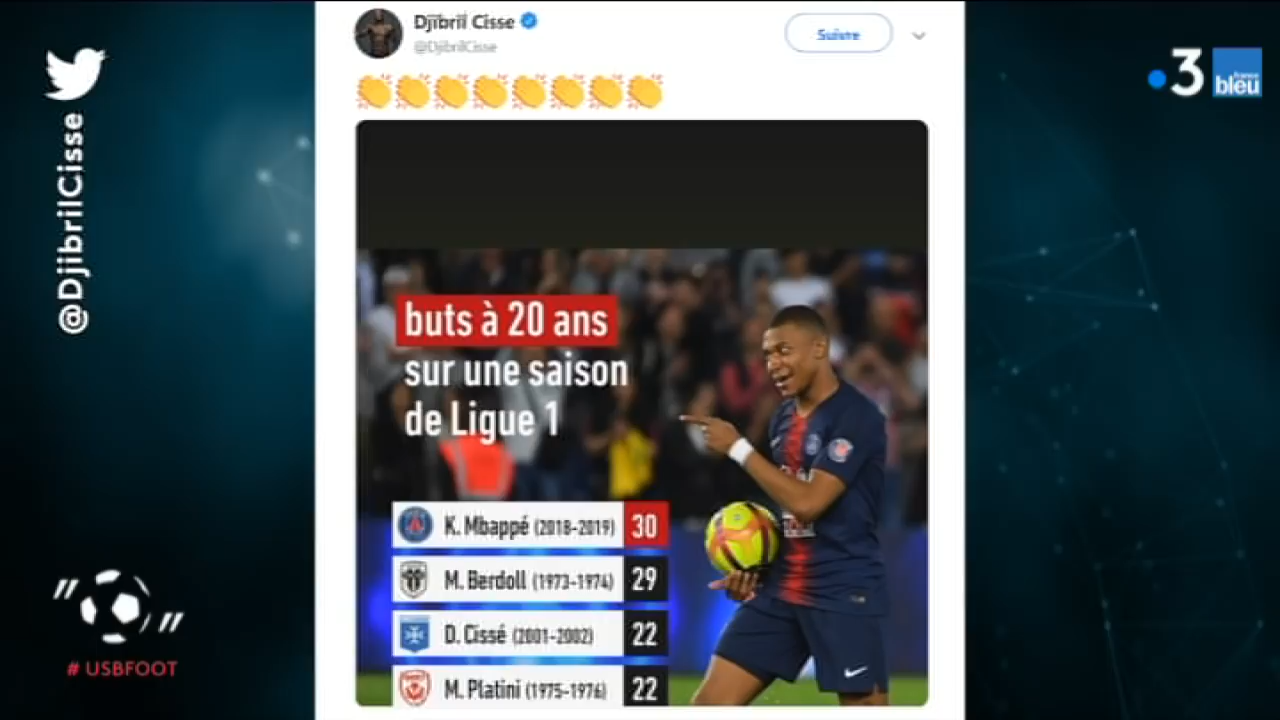 @DjibrilCisse
Djibril Cisse
@DjibrilCisse
Suivre
3
france
bleu
buts à 20 ans
sur une saison
de Ligue 1
K. Mbappé (2018-2019) 30
M. Berdoll (1973-1974) 29
D. Cissé (2001-2002) 22
M. Platini (1975-1976) 22
# USBFOOT